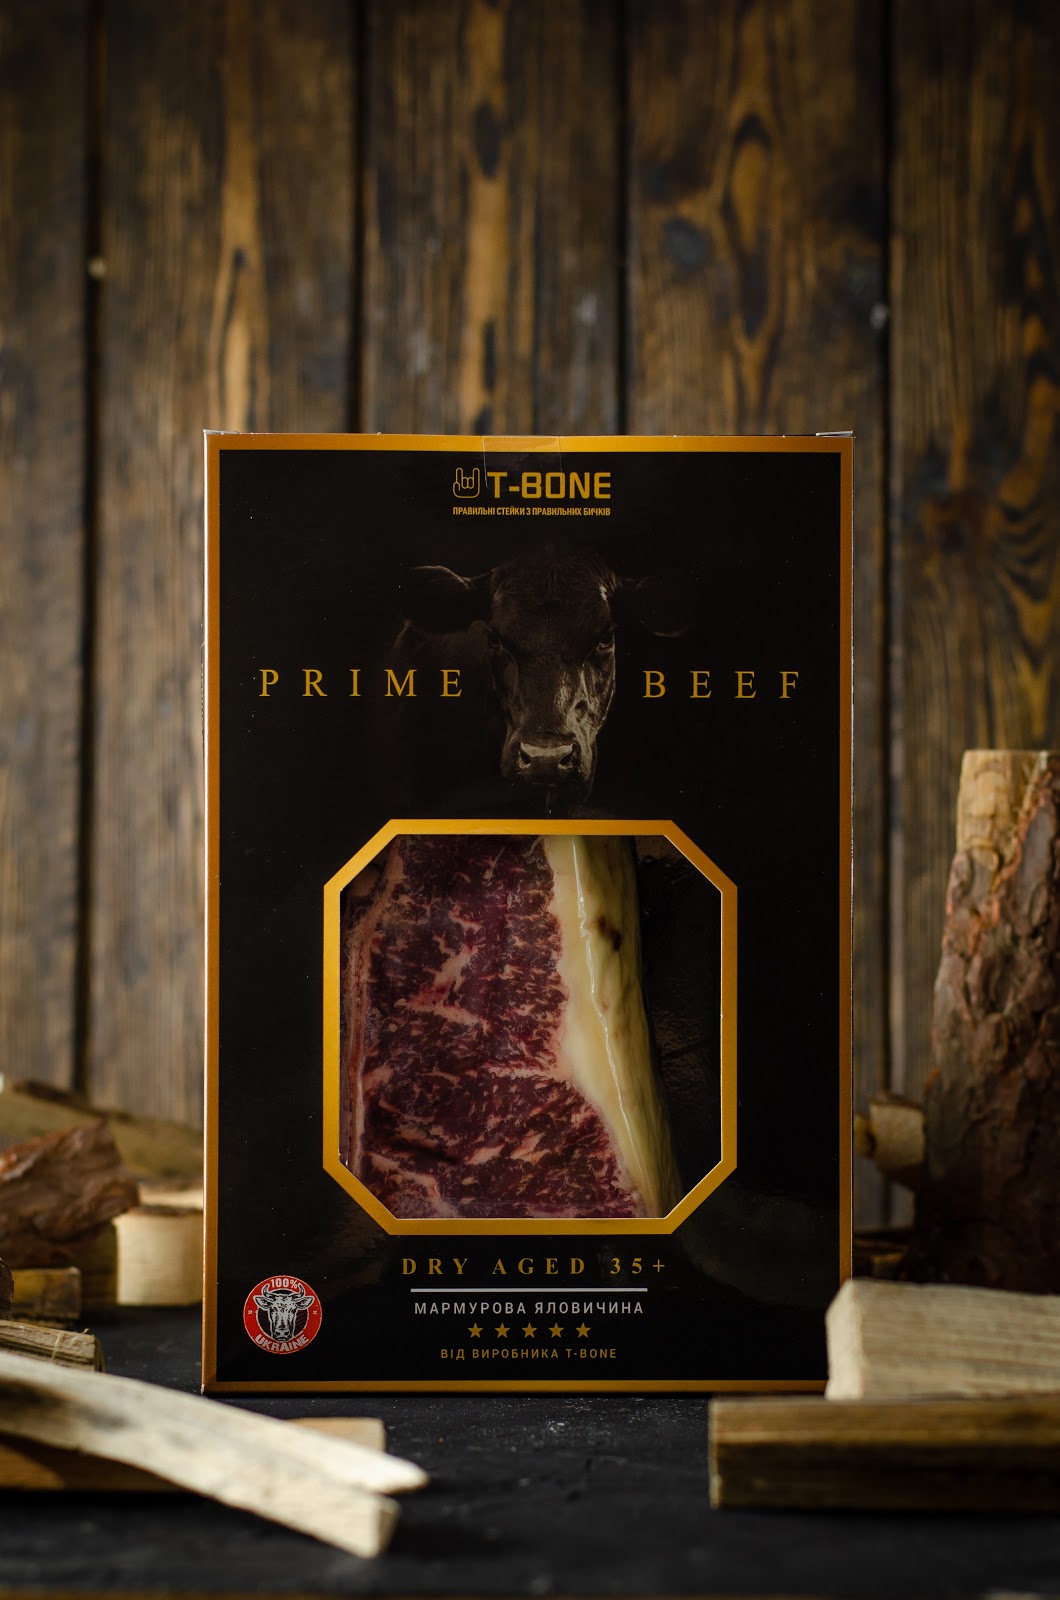 T-BONE
ПРАВИЛЬНІ СТЕЙКИ З ПРАВИЛЬНИХ БИЧКІВ
PRIME BEEF
DRY AGED 35+
МАРМУРОВА ЯЛОВИЧИНА
ВІД ВИРОБНИКА T-BONE
100%
UKRAINE